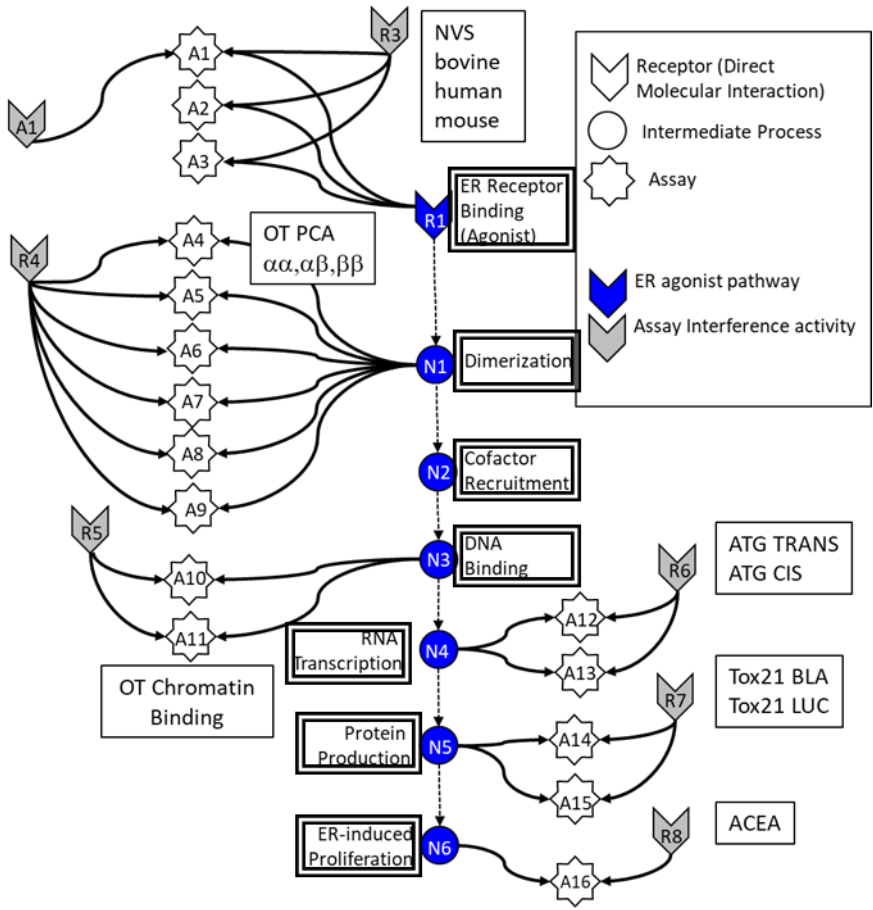 R3
A1
NVS
bovine
human
mouse
A1
A2
A3
Receptor (Direct
Molecular Interaction)
Intermediate Process
Assay
ER agonist pathway
Assay Interference activity
R1
ER Receptor
Binding
(Agonist)
R4
A4
OT PCA
αα,αβ,ββ
A5
A6
A7
A8
A9
N1
Dimerization
N2
Cofactor
Recruitment
R5
A10
A11
N3
DNA
Binding
OT Chromatin
Binding
R6
ATG TRANS
ATG CIS
A12
A13
RNA
Transcription
N4
R7
Tox21 BLA
Tox21 LUC
A14
A15
Protein
Production
N5
R8
ACEA
A16
ER-induced
Proliferation
N6